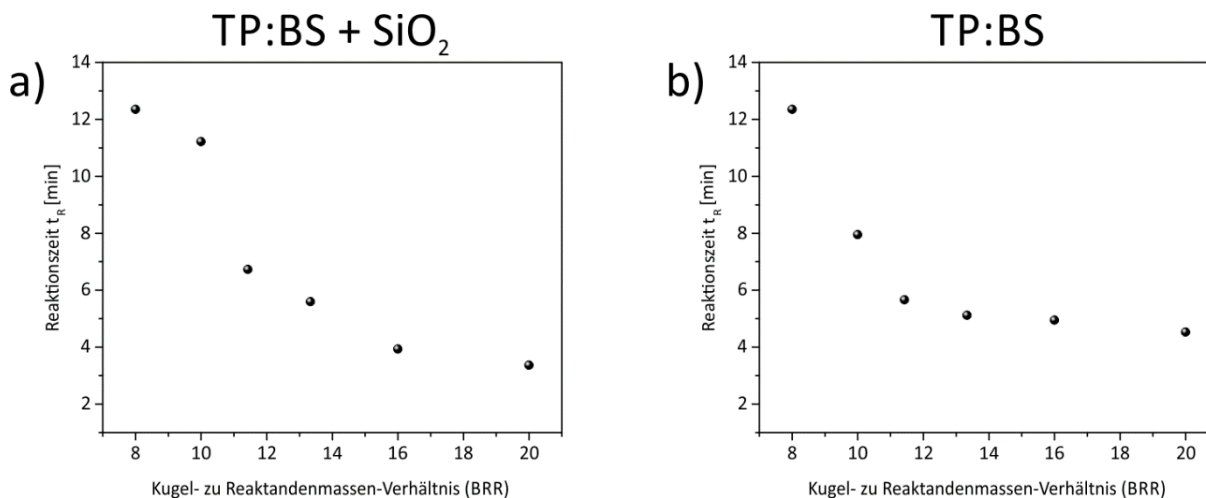 TP:BS + SiO₂
a)
14
12
10
8
6
4
2
Reaktionszeit t_R [min]
8 10 12 14 16 18 20
Kugel- zu Reaktandenmassen-Verhältnis (BRR)
TP:BS
b)
14
12
10
8
6
4
2
Reaktionszeit t_R [min]
8 10 12 14 16 18 20
Kugel- zu Reaktandenmassen-Verhältnis (BRR)